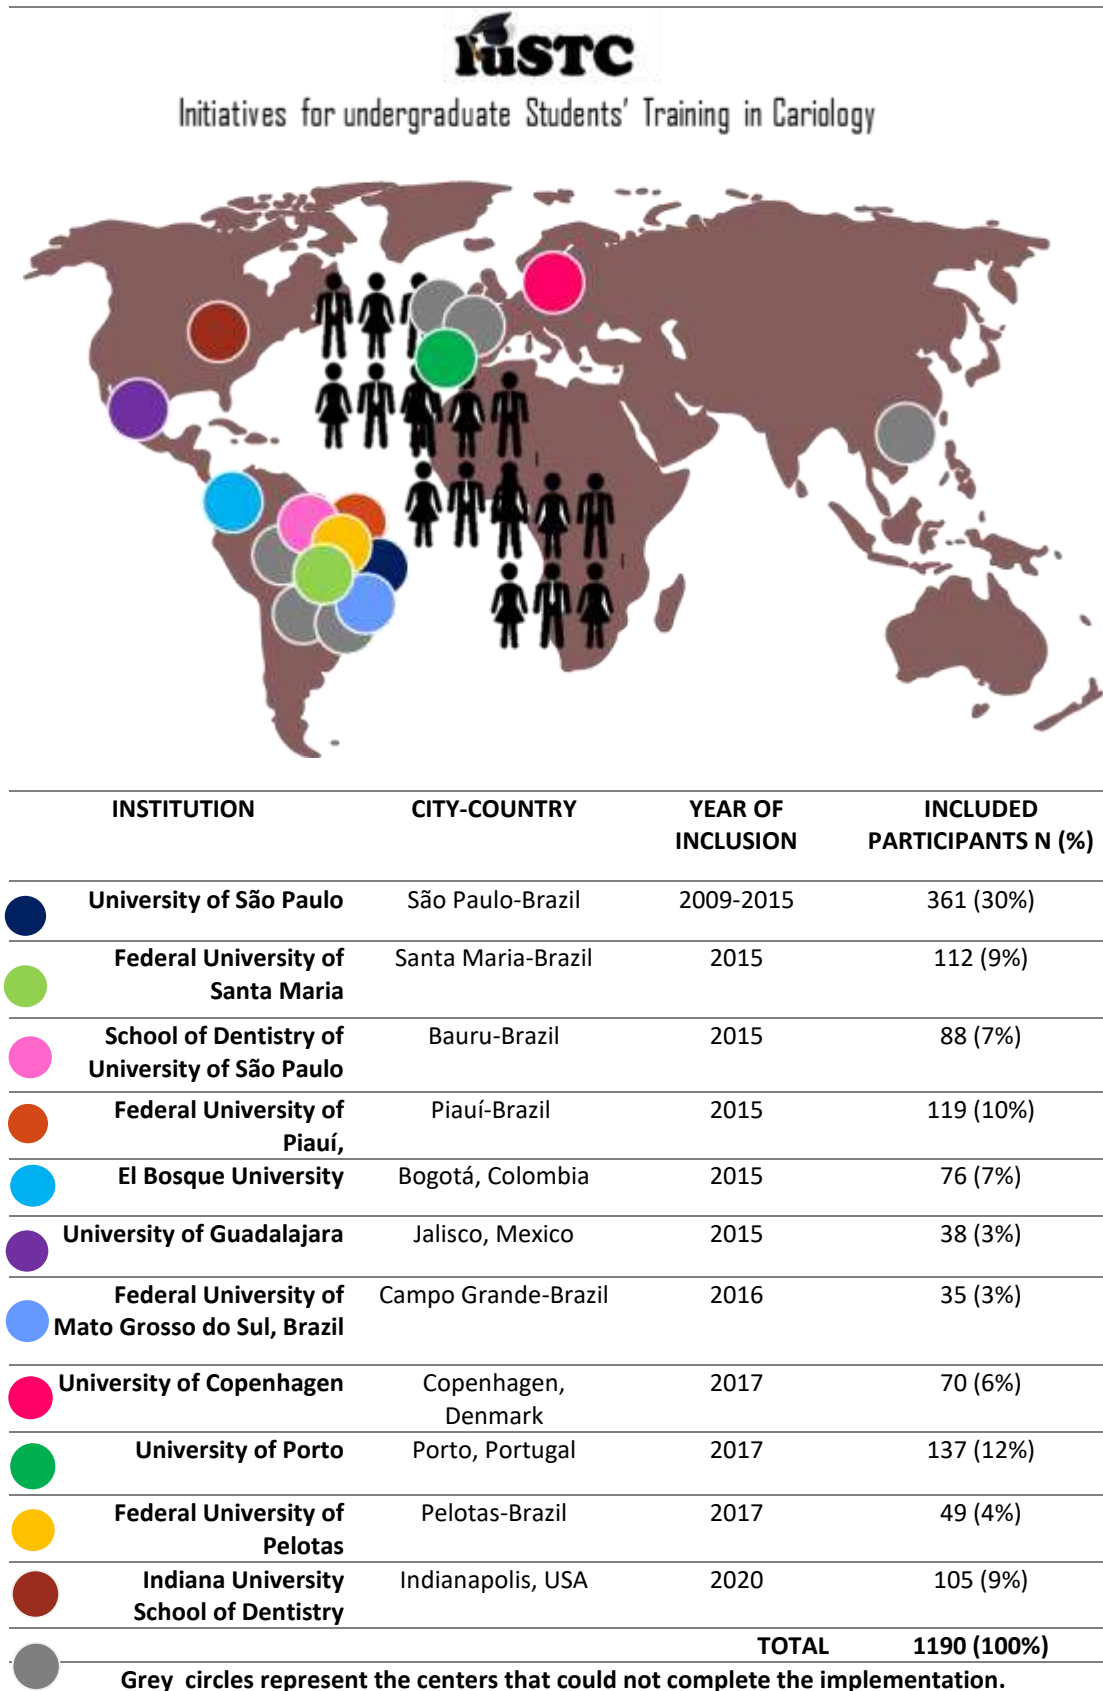 IuSTC
Initiatives for undergraduate Students' Training in Cariology
INSTITUTION CITY-COUNTRY YEAR OF INCLUDED
INCLUSION PARTICIPANTS N (%)
University of São Paulo São Paulo-Brazil 2009-2015 361 (30%)
Federal University of Santa Maria-Brazil 2015 112 (9%)
Santa Maria
School of Dentistry of Bauru-Brazil 2015 88 (7%)
University of São Paulo
Federal University of Piauí-Brazil 2015 119 (10%)
Piauí,
El Bosque University Bogotá, Colombia 2015 76 (7%)
University of Guadalajara Jalisco, Mexico 2015 38 (3%)
Federal University of Campo Grande-Brazil 2016 35 (3%)
Mato Grosso do Sul, Brazil
University of Copenhagen Copenhagen, 2017 70 (6%)
Denmark
University of Porto Porto, Portugal 2017 137 (12%)
Federal University of Pelotas-Brazil 2017 49 (4%)
Pelotas
Indiana University Indianapolis, USA 2020 105 (9%)
School of Dentistry
TOTAL 1190 (100%)
Grey circles represent the centers that could not complete the implementation.